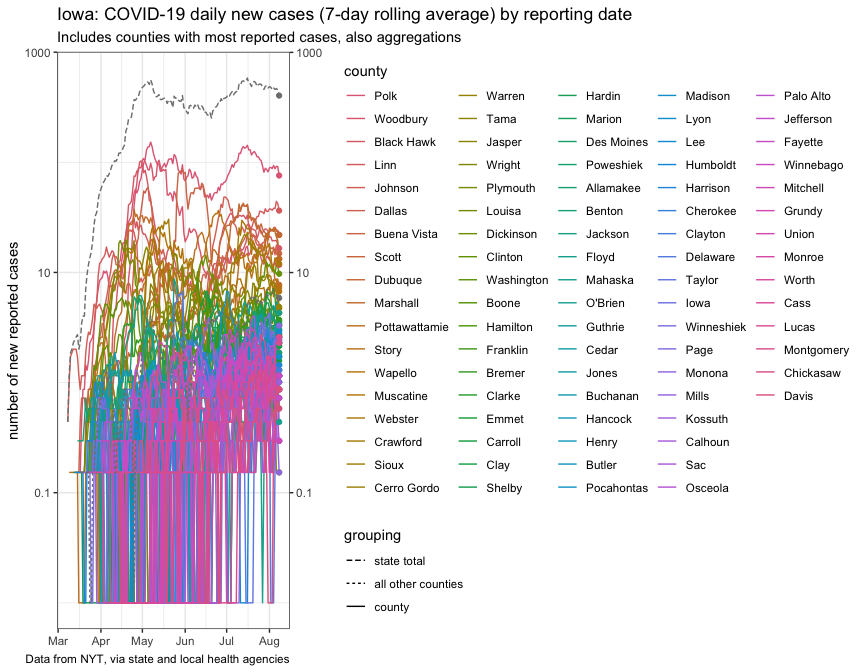 Iowa: COVID-19 daily new cases (7-day rolling average) by reporting date
Includes counties with most reported cases, also aggregations
number of new reported cases
1000
10
0.1
1000
10
0.1
Mar Apr May Jun Jul Aug
Data from NYT, via state and local health agencies
county
Polk Warren Hardin Madison Palo Alto
Woodbury Tama Marion Lyon Jefferson
Black Hawk Jasper Des Moines Lee Fayette
Linn Wright Poweshiek Humboldt Winnebago
Johnson Plymouth Allamakee Harrison Mitchell
Dallas Louisa Benton Cherokee Grundy
Buena Vista Dickinson Jackson Clayton Union
Scott Clinton Floyd Delaware Monroe
Dubuque Washington Mahaska Taylor Worth
Marshall Boone O'Brien Iowa Cass
Pottawattamie Hamilton Guthrie Winneshiek Lucas
Story Franklin Cedar Page Montgomery
Wapello Bremer Jones Monona Chickasaw
Muscatine Clarke Buchanan Mills Davis
Webster Emmet Hancock Kossuth
Crawford Carroll Henry Calhoun
Sioux Clay Butler Sac
Cerro Gordo Shelby Pocahontas Osceola
grouping
state total
all other counties
county